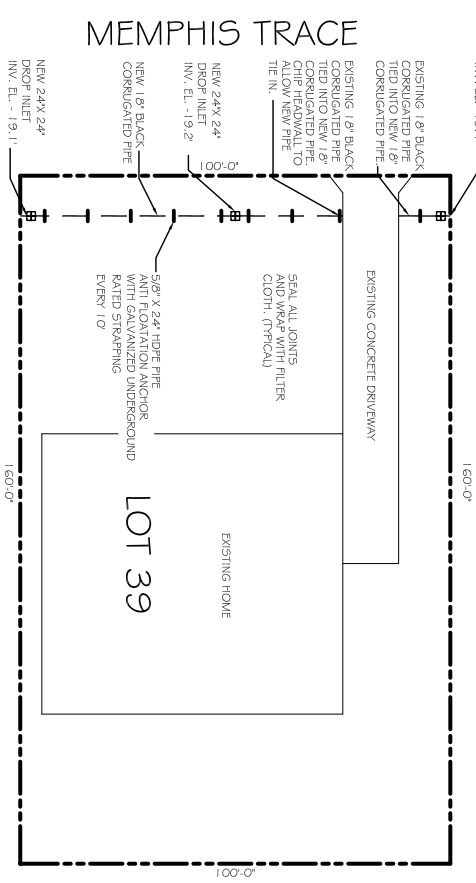 MEMPHIS TRACE
NEW 24"X 24"
DROP INLET
INV. EL. - 19.1'
NEW 18" BLACK
CORRUGATED PIPE
NEW 24"X 24"
DROP INLET
INV. EL. -19.2'
EXISTING 18" BLACK
CORRUGATED PIPE
TIED INTO NEW 18"
CORRUGATED PIPE.
CHIP HEADWALL TO
ALLOW NEW PIPE
TIE IN.
EXISTING 18" BLACK
CORRUGATED PIPE
TIED INTO NEW 18"
CORRUGATED PIPE.
100'-0"
5/8" X 24" HDPE PIPE
ANTI FLOATATION ANCHOR
WITH GALVANIZED UNDERGROUND
RATED STRAPPING
EVERY 10'
SEAL ALL JOINTS
AND WRAP WITH FILTER
CLOTH. (TYPICAL)
EXISTING CONCRETE DRIVEWAY
160'-0"
LOT 39
EXISTING HOME
160'-0"
100'-0"